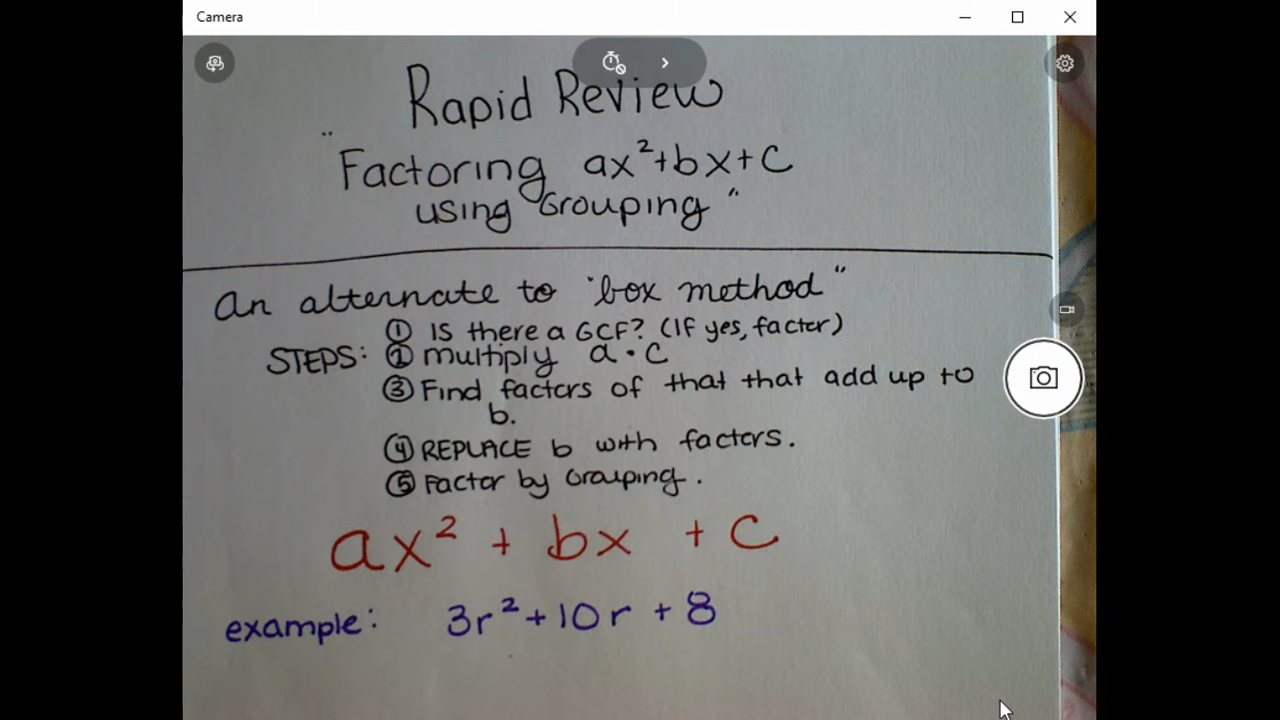 Camera
Rapid Review
"Factoring ax²+bx+c
using Grouping"
An alternate to "box method"
① Is there a GCF? (If yes, factor)
STEPS: ② multiply a · c
③ Find factors of that that add up to
b.
④ REPLACE b with factors.
⑤ Factor by Grouping.
ax² + bx + c
example: 3r² + 10r + 8